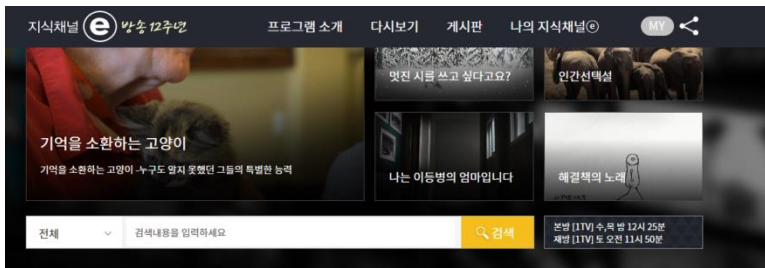 지식채널 e 방송 12주년
프로그램 소개
다시보기
게시판
나의 지식채널ⓔ
MY
멋진 시를 쓰고 싶다고요?
인간선택설
기억을 소환하는 고양이
기억을 소환하는 고양이 -누구도 알지 못했던 그들의 특별한 능력
나는 이등병의 엄마입니다
해결책의 노래
전체
검색내용을 입력하세요
검색
본방 [1TV] 수,목 밤 12시 25분
재방 [1TV] 토 오전 11시 50분